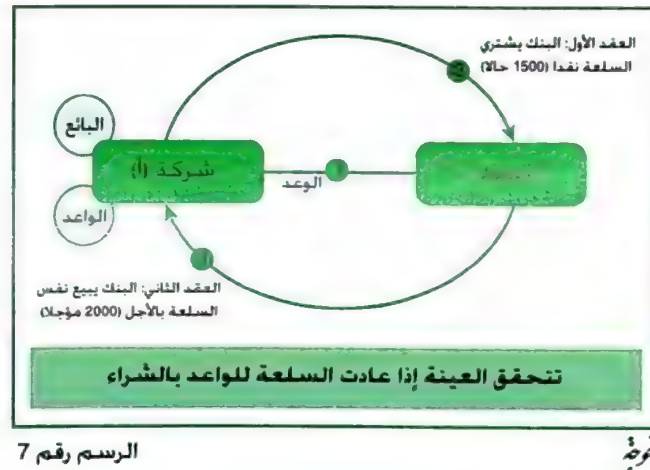 العقد الأول: البنك يشتري
السلعة نقدا (1500 حالا)
البائع
شركة (أ)
الوعد
الواعد
العقد الثاني: البنك يبيع نفس
السلعة بالأجل (2000 مؤجلا)
تتحقق العينة إذا عادت السلعة للواعد بالشراء
الرسم رقم 7